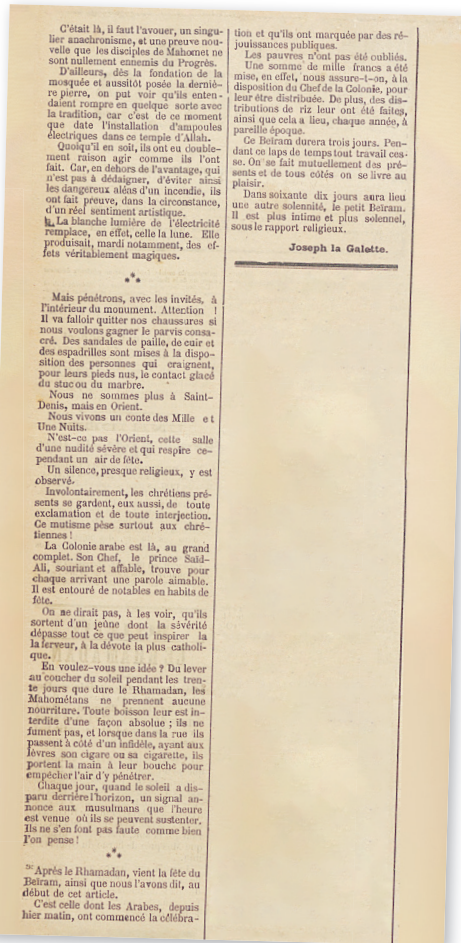 C'était là, il faut l'avouer, un singu-
lier anachronisme, et une preuve nou-
velle que les disciples de Mahomet ne
sont nullement ennemis du Progrès.
D'ailleurs, dès la fondation de la
mosquée et aussitôt posée la derniè-
re pierre, on put voir qu'ils enten-
daient rompre en quelque sorte avec
la tradition, car c'est de ce moment
que date l'installation d'ampoules
électriques dans ce temple d'Allah.
Quoiqu'il en soit, ils ont eu double-
ment raison agir comme ils l'ont
fait. Car, en dehors de l'avantage, qui
n'est pas à dédaigner, d'éviter ainsi
les dangereux aléas d'un incendie, ils
ont fait preuve, dans la circonstance,
d'un réel sentiment artistique.
La blanche lumière de l'électricité
remplace, en effet, celle la lune. Elle
produisait, mardi notamment, des ef-
fets véritablement magiques.
Mais pénétrons, avec les invités, à
l'intérieur du monument. Attention !
Il va falloir quitter nos chaussures si
nous voulons gagner le parvis consa-
cré. Des sandales de paille, de cuir et
des espadrilles sont mises à la dispo-
sition des personnes qui craignent,
pour leurs pieds nus, le contact glacé
du stuc ou du marbre.
Nous ne sommes plus à Saint-
Denis, mais en Orient.
Nous vivons un conte des Mille et
Une Nuits.
N'est-ce pas l'Orient, cette salle
d'une nudité sévère et qui respire ce-
pendant un air de fête.
Un silence, presque religieux, y est
observé.
Involontairement, les chrétiens pré-
sents se gardent, eux aussi, de toute
exclamation et de toute interjection.
Ce mutisme pèse surtout aux chré-
tiennes !
La Colonie arabe est là, au grand
complet. Son Chef, le prince Saïd-
Ali, souriant et affable, trouve pour
chaque arrivant une parole aimable.
Il est entouré de notables en habits de
fête.
On ne dirait pas, à les voir, qu'ils
sortent d'un jeûne dont la sévérité
dépasse tout ce que peut inspirer la
la ferveur, à la dévote la plus catholi-
que.
En voulez-vous une idée ? Du lever
au coucher du soleil pendant les tren-
te jours que dure le Rhamadan, les
Mahométans ne prennent aucune
nourriture. Toute boisson leur est in-
terdite d'une façon absolue ; ils ne
fument pas, et lorsque dans la rue ils
passent à côté d'un infidèle, ayant aux
lèvres son cigare ou sa cigarette, ils
portent la main à leur bouche pour
empêcher l'air d'y pénétrer.
Chaque jour, quand le soleil a dis-
paru derrière l'horizon, un signal an-
nonce aux musulmans que l'heure
est venue où ils se peuvent sustenter.
Ils ne s'en font pas faute comme bien
l'on pense !
Après le Rhamadan, vient la fête du
Beïram, ainsi que nous l'avons dit, au
début de cet article.
C'est celle dont les Arabes, depuis
hier matin, ont commencé la célébra-
tion et qu'ils ont marquée par des ré-
jouissances publiques.
Les pauvres n'ont pas été oubliés.
Une somme de mille francs a été
mise, en effet, nous assure-t-on, à la
disposition du Chef de la Colonie, pour
leur être distribuée. De plus, des dis-
tributions de riz leur ont été faites,
ainsi que cela a lieu, chaque année, à
pareille époque.
Ce Beïram durera trois jours. Pen-
dant ce laps de temps tout travail ces-
se. On se fait mutuellement des pré-
sents et de tous côtés on se livre au
plaisir.
Dans soixante dix jours aura lieu
une autre solennité, le petit Beïram.
Il est plus intime et plus solennel,
sous le rapport religieux.
Joseph la Galette.